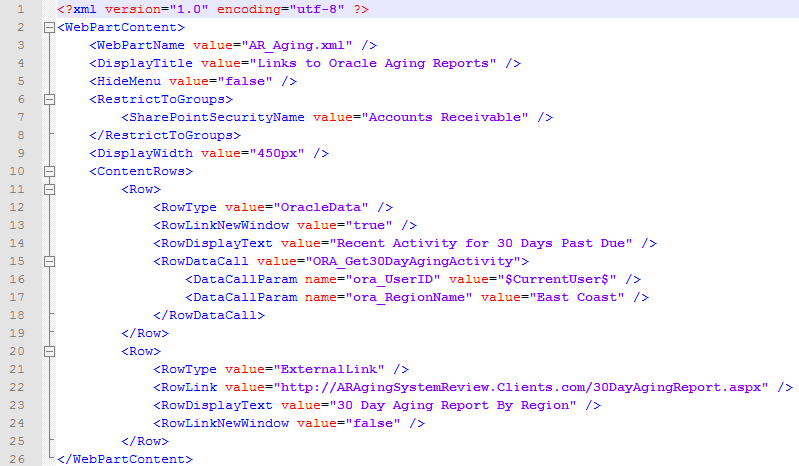 1 <?xml version="1.0" encoding="utf-8" ?>
2 <WebPartContent>
3 <WebPartName value="AR_Aging.xml" />
4 <DisplayTitle value="Links to Oracle Aging Reports" />
5 <HideMenu value="false" />
6 <RestrictToGroups>
7 <SharePointSecurityName value="Accounts Receivable" />
8 </RestrictToGroups>
9 <DisplayWidth value="450px" />
10 <ContentRows>
11 <Row>
12 <RowType value="OracleData" />
13 <RowLinkNewWindow value="true" />
14 <RowDisplayText value="Recent Activity for 30 Days Past Due" />
15 <RowDataCall value="ORA_Get30DayAgingActivity">
16 <DataCallParam name="ora_UserID" value="$CurrentUser$" />
17 <DataCallParam name="ora_RegionName" value="East Coast" />
18 </RowDataCall>
19 </Row>
20 <Row>
21 <RowType value="ExternalLink" />
22 <RowLink value="http://ARAgingSystemReview.Clients.com/30DayAgingReport.aspx" />
23 <RowDisplayText value="30 Day Aging Report By Region" />
24 <RowLinkNewWindow value="false" />
25 </Row>
26 </WebPartContent>